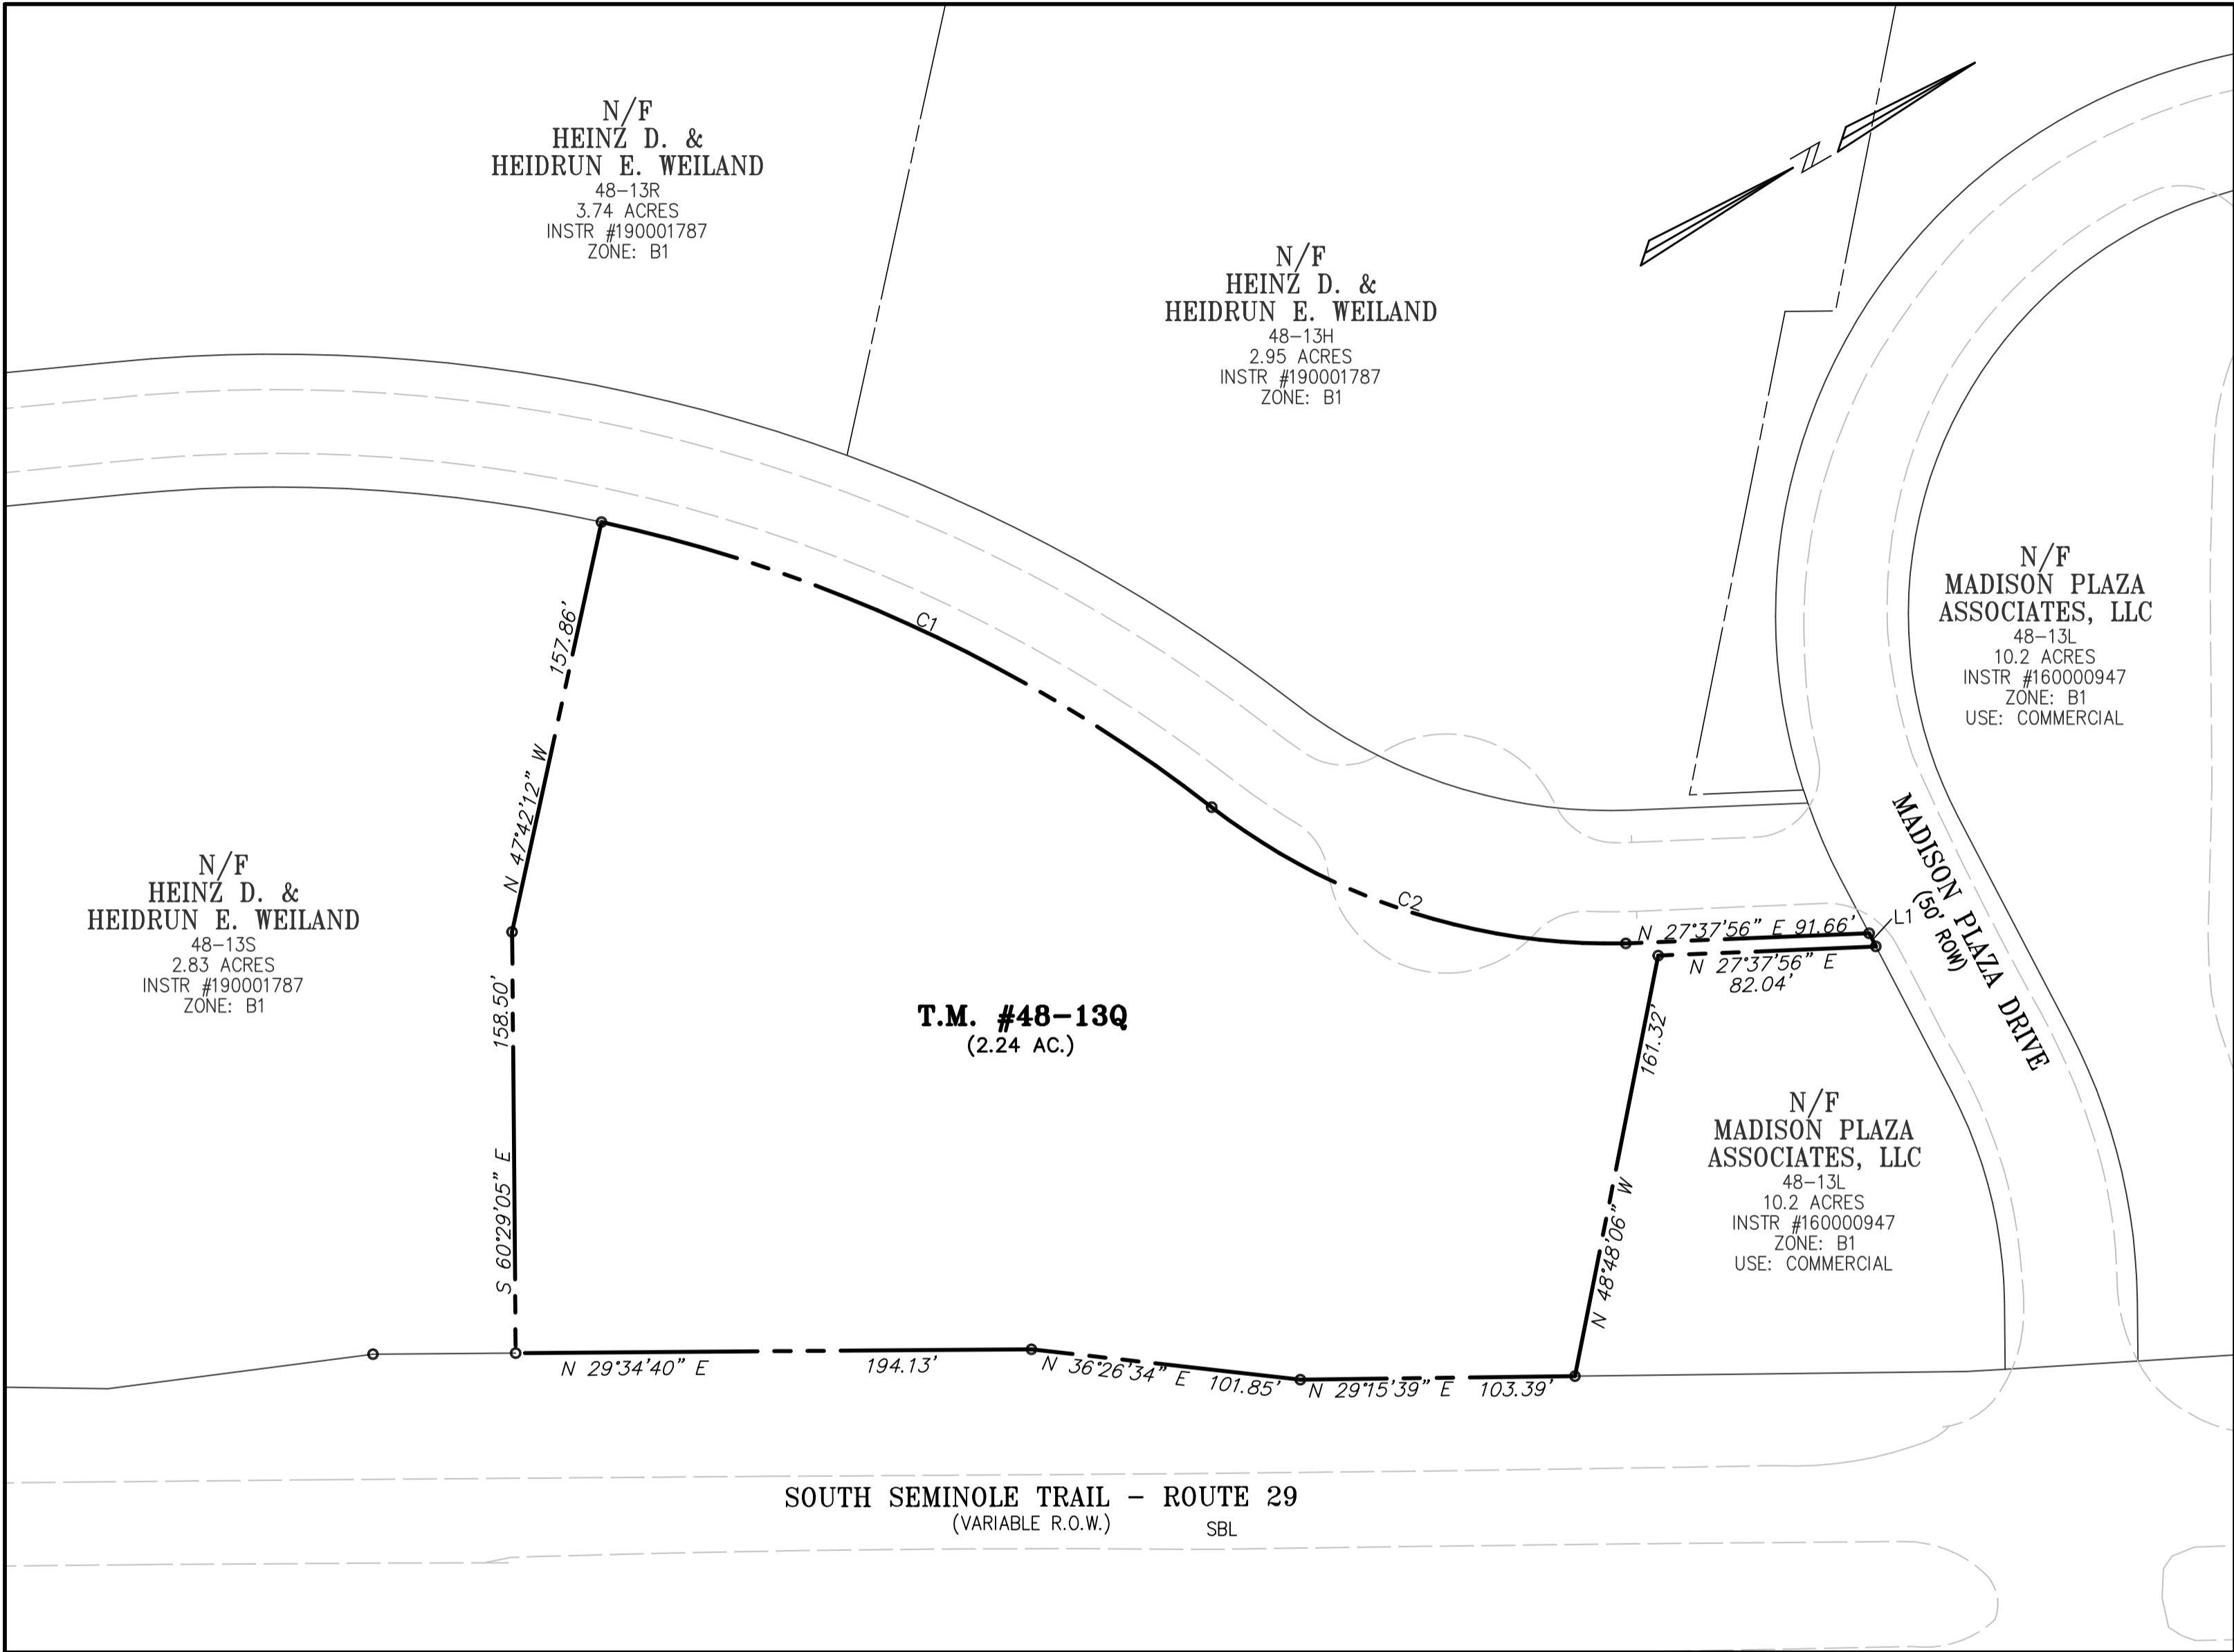 N/F
HEINZ D. &
HEIDRUN E. WEILAND
48-13R
3.74 ACRES
INSTR #190001787
ZONE: B1
N/F
HEINZ D. &
HEIDRUN E. WEILAND
48-13H
2.95 ACRES
INSTR #190001787
ZONE: B1
N
N/F
MADISON PLAZA
ASSOCIATES, LLC
48-13L
10.2 ACRES
INSTR #160000947
ZONE: B1
USE: COMMERCIAL
C1
157.86'
N 47°42'12" W
N/F
HEINZ D. &
HEIDRUN E. WEILAND
48-13S
2.83 ACRES
INSTR #190001787
ZONE: B1
158.50'
S 60°29'05" E
T.M. #48-13Q
(2.24 AC.)
C2
N 27°37'56" E 91.66'
L1
N 27°37'56" E
82.04'
MADISON PLAZA DRIVE
(50' ROW)
161.32'
N 48°48'06" W
N/F
MADISON PLAZA
ASSOCIATES, LLC
48-13L
10.2 ACRES
INSTR #160000947
ZONE: B1
USE: COMMERCIAL
N 29°34'40" E 194.13'
N 36°26'34" E 101.85'
N 29°15'39" E 103.39'
SOUTH SEMINOLE TRAIL - ROUTE 29
(VARIABLE R.O.W.) SBL